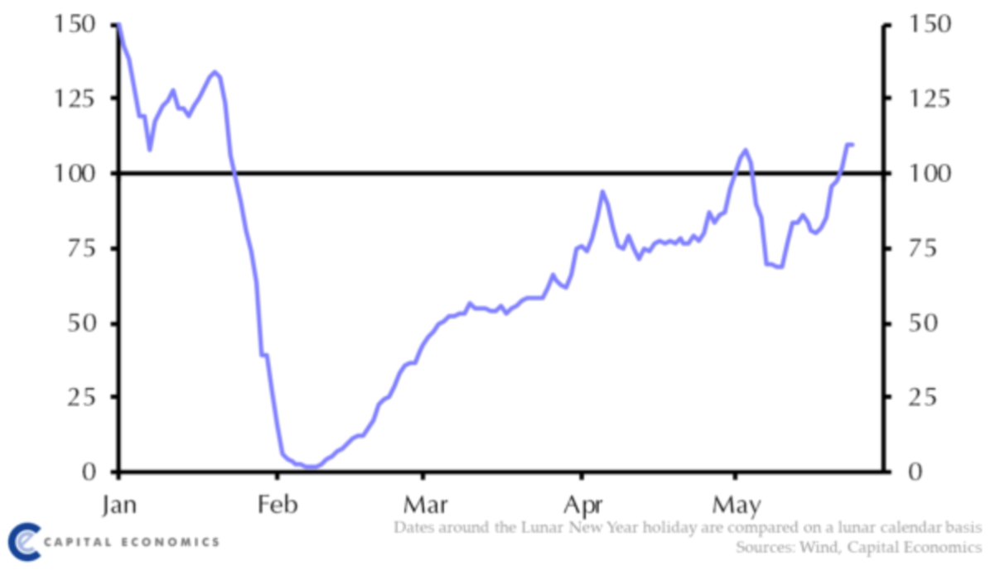 150 150
125 125
100 100
75 75
50 50
25 25
0 0
Jan Feb Mar Apr May
Dates around the Lunar New Year holiday are compared on a lunar calendar basis
CAPITAL ECONOMICS
Sources: Wind, Capital Economics